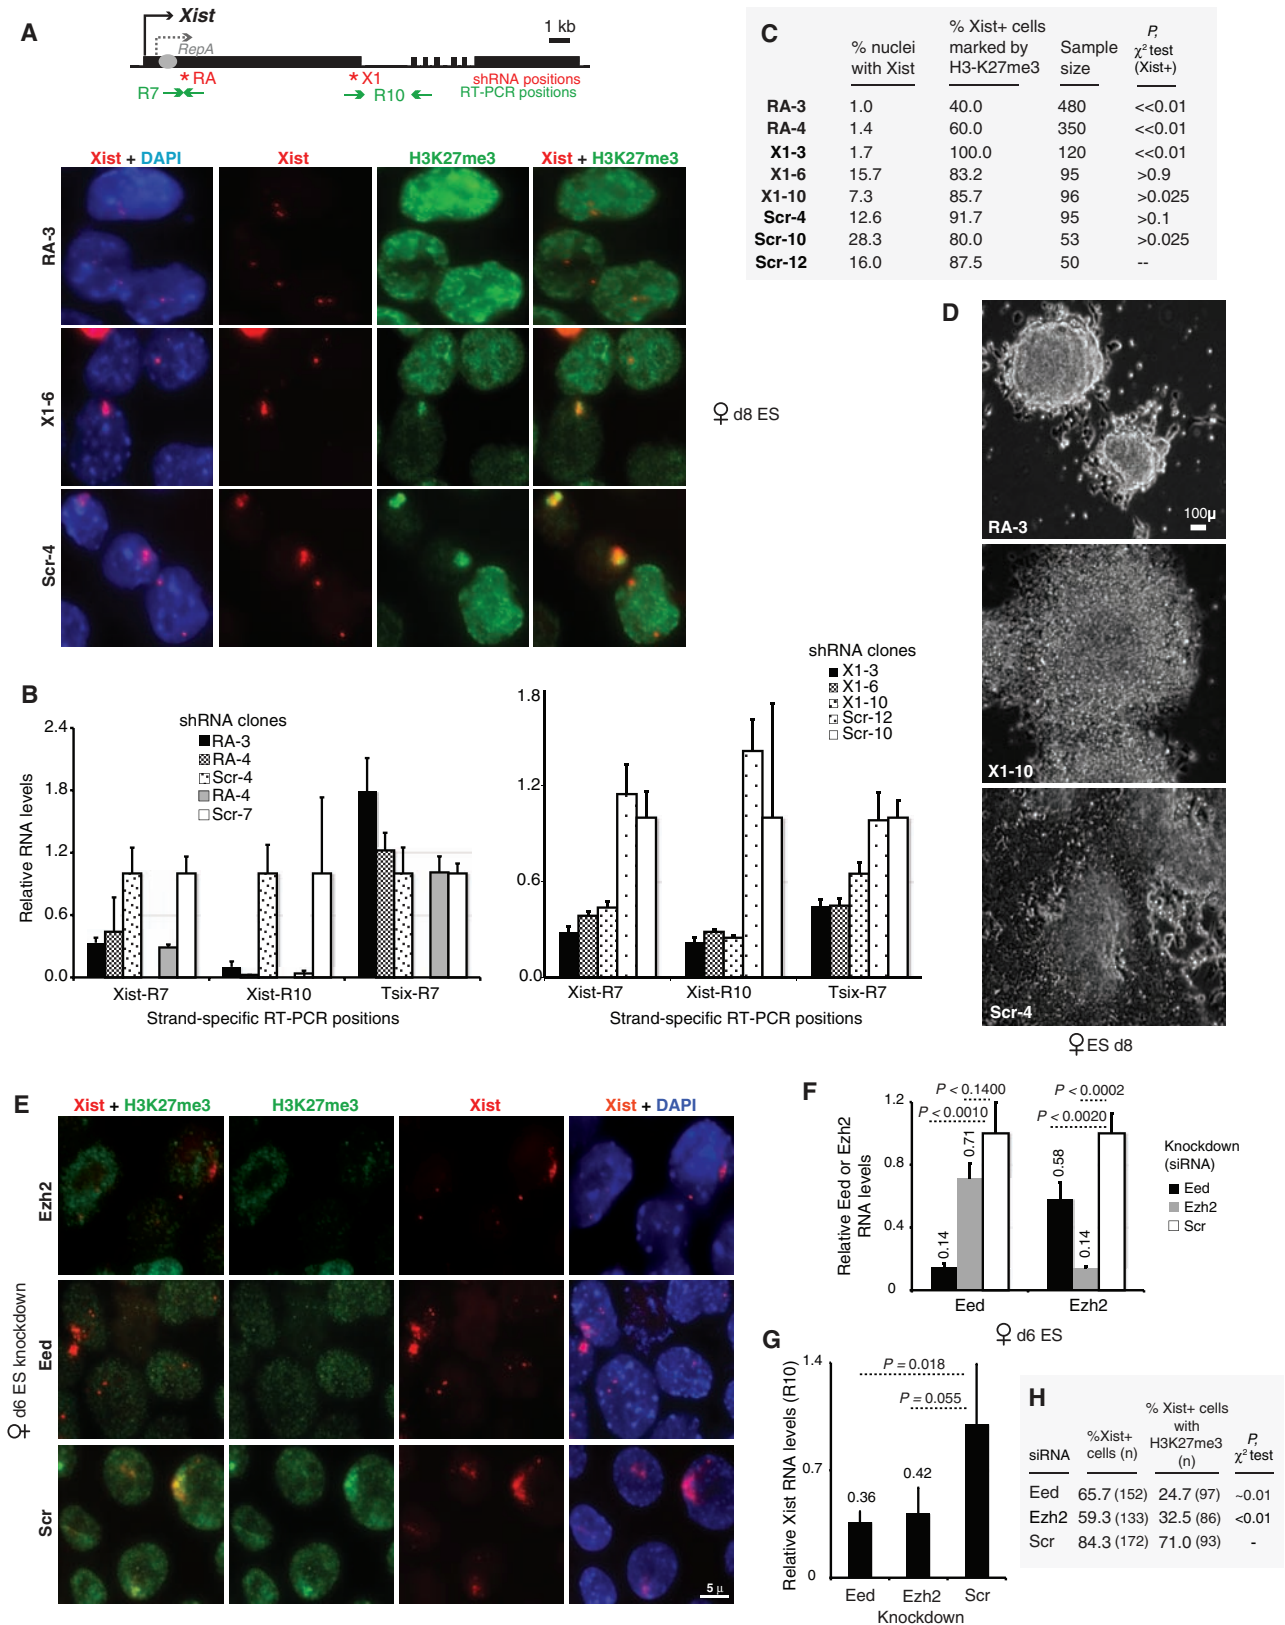 A
Xist
RepA
1 kb
* RA
* X1
shRNA positions
R7
R10
RT-PCR positions
Xist + DAPI
Xist
H3K27me3
Xist + H3K27me3
RA-3
X1-6
Scr-4
♀ d8 ES
C
% nuclei with Xist
% Xist+ cells marked by H3-K27me3
Sample size
P, χ² test (Xist+)
RA-3 1.0 40.0 480 <<0.01
RA-4 1.4 60.0 350 <<0.01
X1-3 1.7 100.0 120 <<0.01
X1-6 15.7 83.2 95 >0.9
X1-10 7.3 85.7 96 >0.025
Scr-4 12.6 91.7 95 >0.1
Scr-10 28.3 80.0 53 >0.025
Scr-12 16.0 87.5 50 --
D
RA-3
100µ
X1-10
Scr-4
♀ES d8
B
Relative RNA levels
2.4
1.8
1.2
0.6
0.0
shRNA clones
RA-3
RA-4
Scr-4
RA-4
Scr-7
Xist-R7
Xist-R10
Tsix-R7
Strand-specific RT-PCR positions
1.8
1.2
0.6
0.0
shRNA clones
X1-3
X1-6
X1-10
Scr-12
Scr-10
Xist-R7
Xist-R10
Tsix-R7
Strand-specific RT-PCR positions
E
Xist + H3K27me3
H3K27me3
Xist
Xist + DAPI
♀ d6 ES knockdown
Ezh2
Eed
Scr
5 µ
F
Relative Eed or Ezh2
RNA levels
1.2
0.8
0.4
0
P < 0.1400
P < 0.0010
P < 0.0002
P < 0.0020
0.14
0.71
0.58
0.14
Eed
Ezh2
Knockdown
(siRNA)
Eed
Ezh2
Scr
♀ d6 ES
G
Relative Xist RNA levels (R10)
1.4
0.7
0
P = 0.018
P = 0.055
0.36
0.42
Eed
Ezh2
Scr
Knockdown
H
siRNA
%Xist+ cells (n)
% Xist+ cells with H3K27me3 (n)
P, χ² test
Eed 65.7 (152) 24.7 (97) ~0.01
Ezh2 59.3 (133) 32.5 (86) <0.01
Scr 84.3 (172) 71.0 (93) -